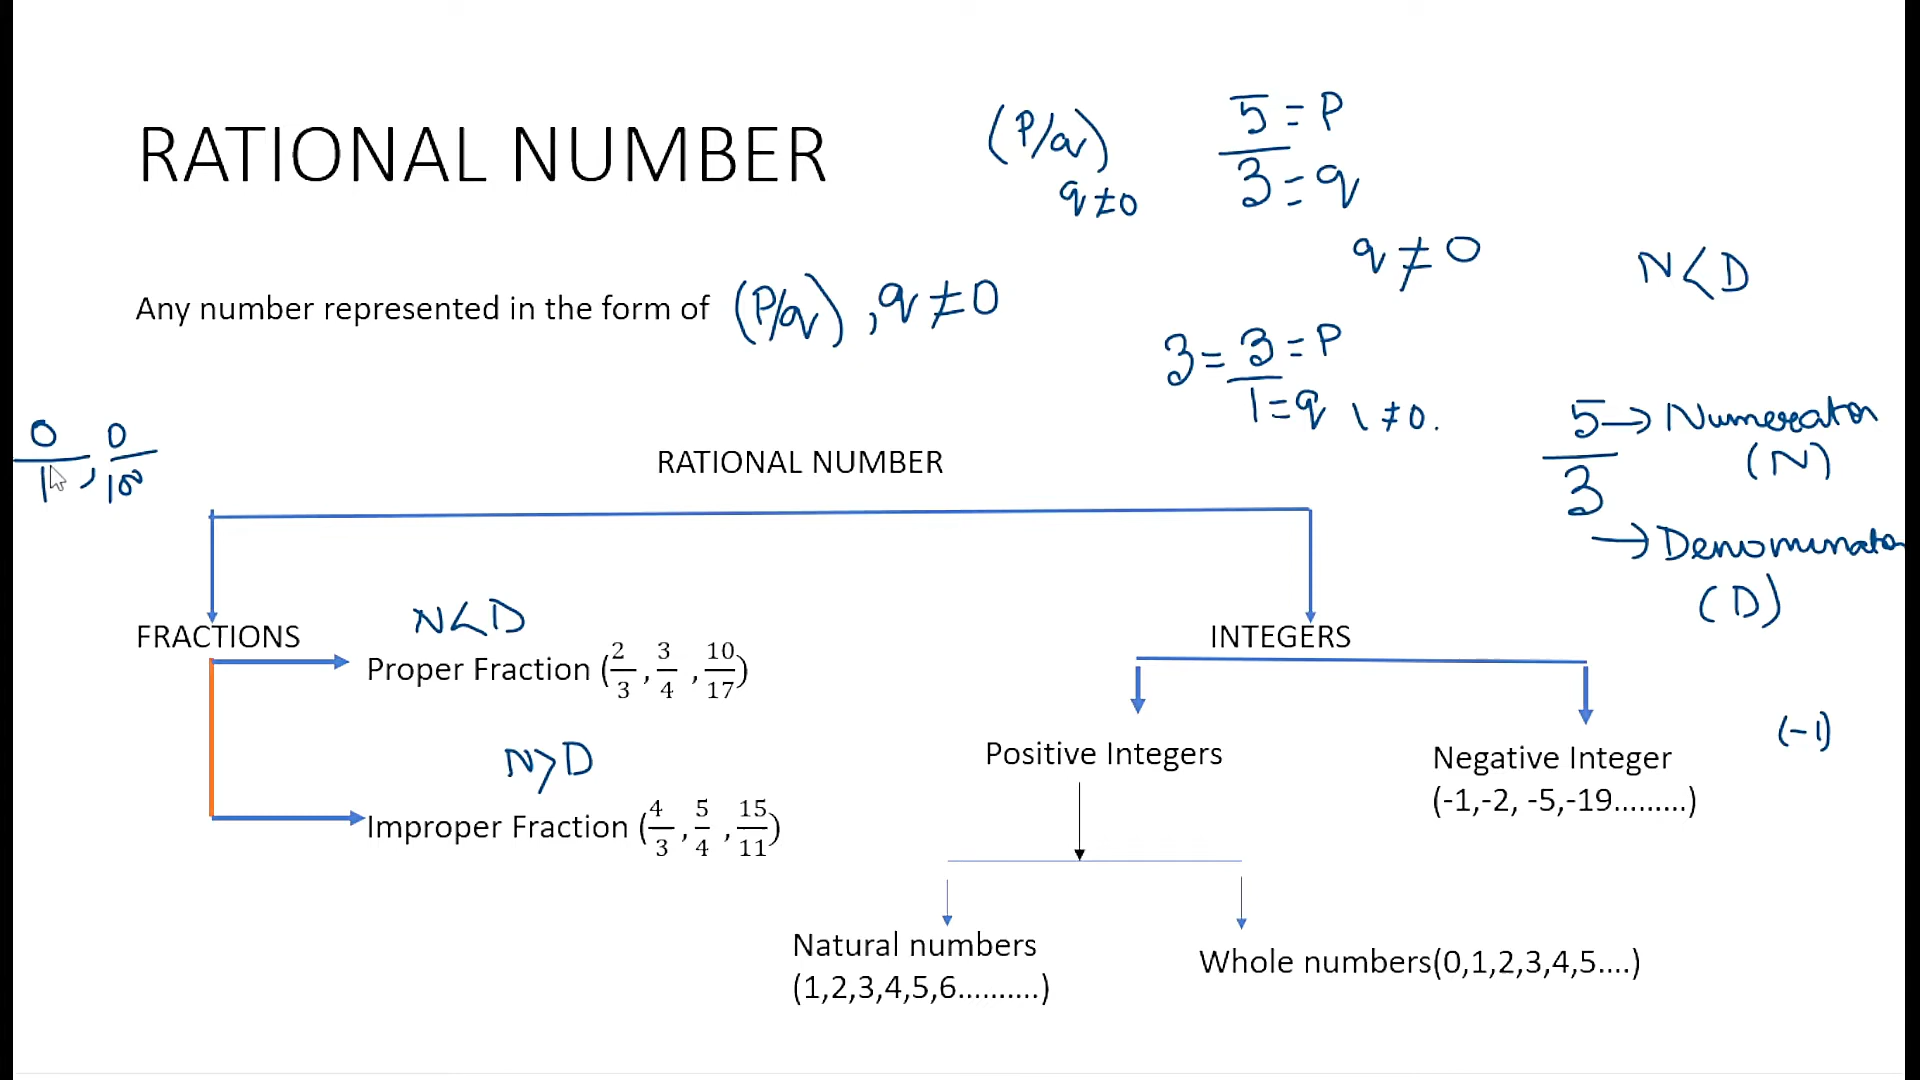 RATIONAL NUMBER
(P/q)
q≠0
5 = P
3 = q
q ≠ 0
N<D
Any number represented in the form of (P/q), q≠0
3 = 3 = P
1 = q 1 ≠ 0.
5 → Numerator
(N)
3
→ Denominator
(D)
0/1, 0/100
RATIONAL NUMBER
FRACTIONS
N<D
Proper Fraction (2/3, 3/4, 10/17)
N>D
Improper Fraction (4/3, 5/4, 15/11)
INTEGERS
Positive Integers
Negative Integer
(-1,-2, -5,-19.........)
(-1)
Natural numbers
(1,2,3,4,5,6..........)
Whole numbers(0,1,2,3,4,5....)